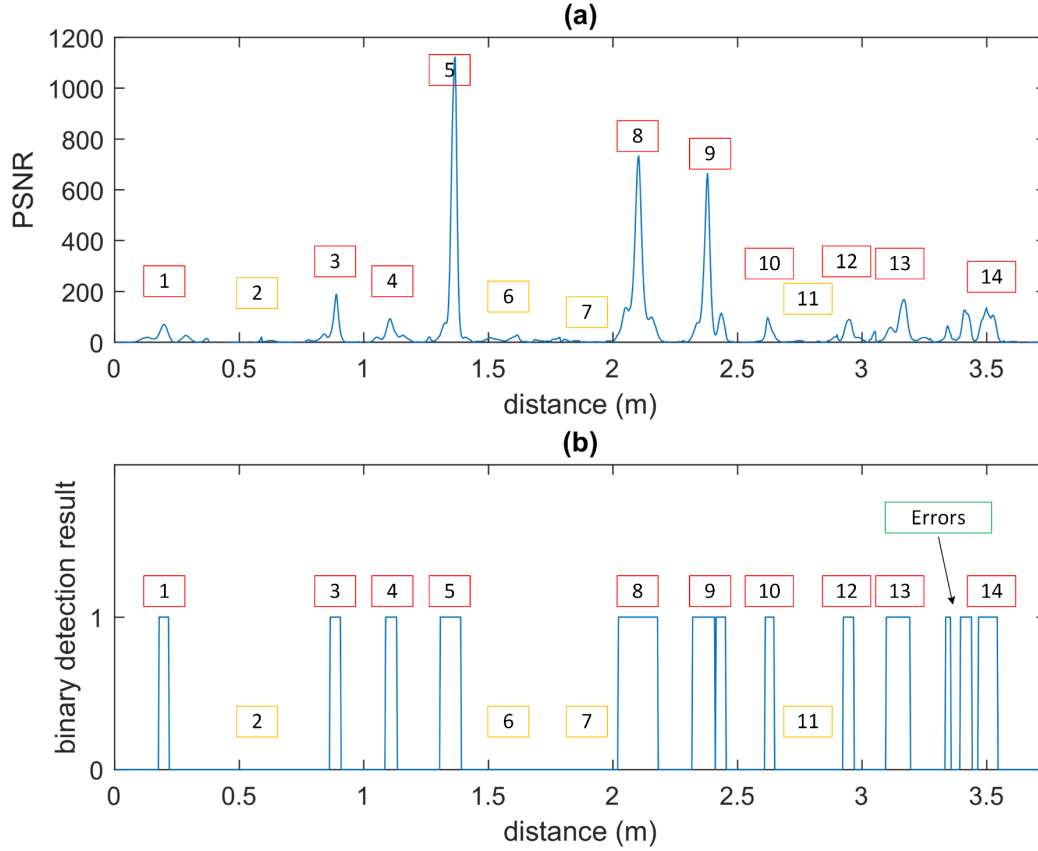 (a)
1200
1000
800
600
400
200
0
PSNR
1
2
3
4
5
6
7
8
9
10
11
12
13
14
0 0.5 1 1.5 2 2.5 3 3.5
distance (m)
(b)
binary detection result
1
0
Errors
1 3 4 5 8 9 10 12 13 14
2 6 7 11
0 0.5 1 1.5 2 2.5 3 3.5
distance (m)